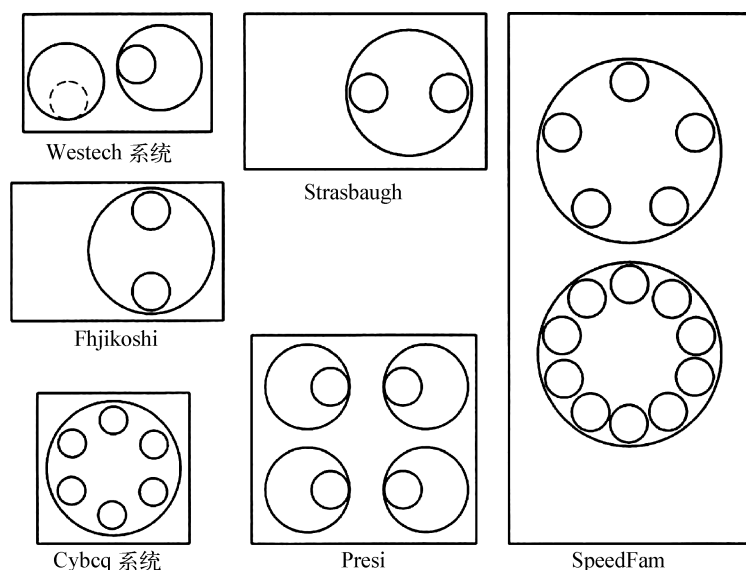 Westech 系统
Strasbaugh
Fhjikoshi
Cybcq 系统
Presi
SpeedFam